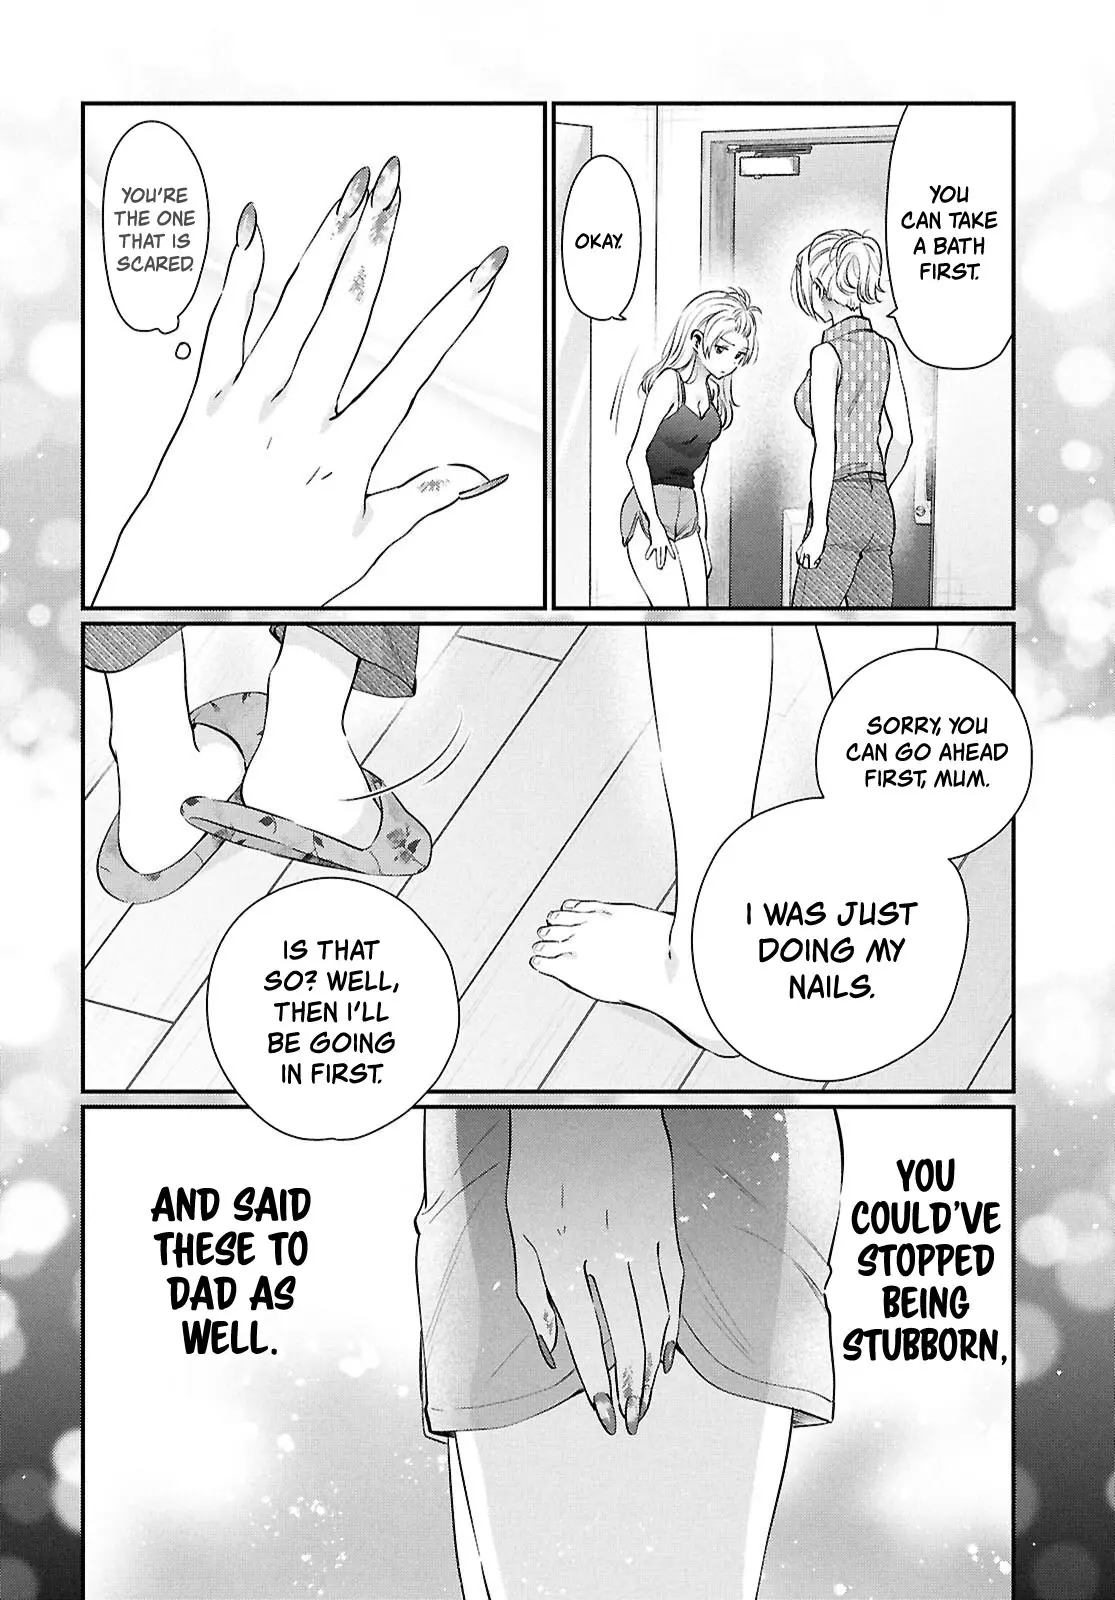 YOU
CAN TAKE
A BATH
FIRST.
OKAY.
YOU'RE
THE ONE
THAT IS
SCARED.
SORRY, YOU
CAN GO AHEAD
FIRST, MUM.
I WAS JUST
DOING MY
NAILS.
IS THAT
SO? WELL,
THEN I'LL
BE GOING
IN FIRST.
YOU
COULD'VE
STOPPED
BEING
STUBBORN,
AND SAID
THESE TO
DAD AS
WELL.